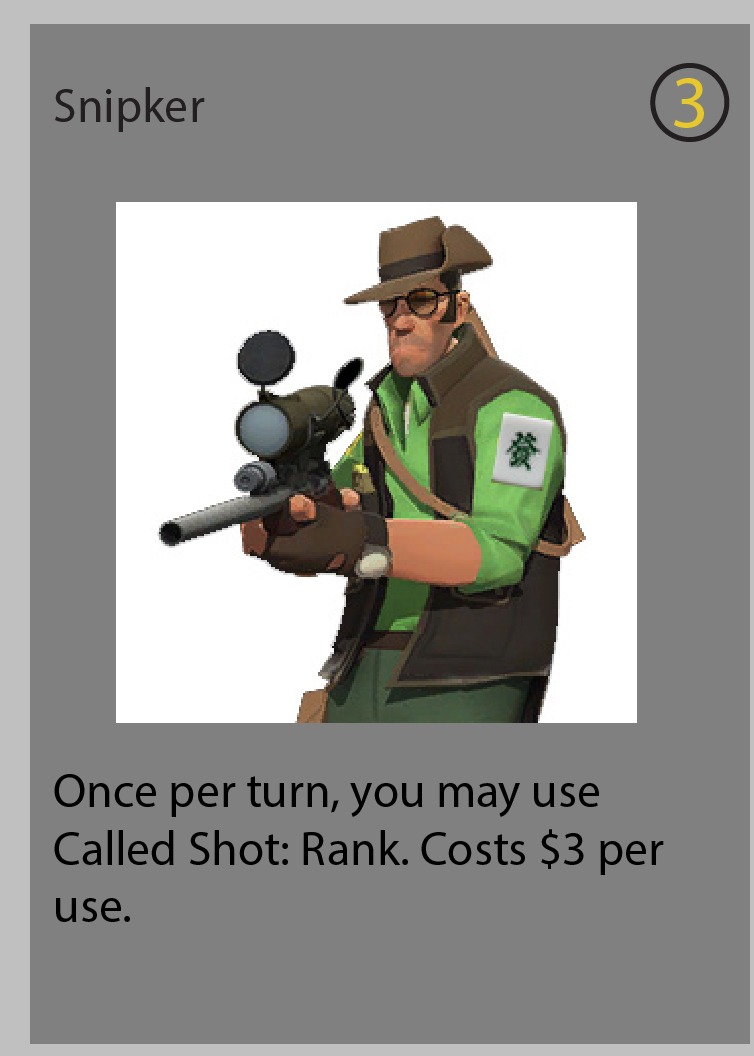 Snipker
3
發
Once per turn, you may use
Called Shot: Rank. Costs $3 per
use.